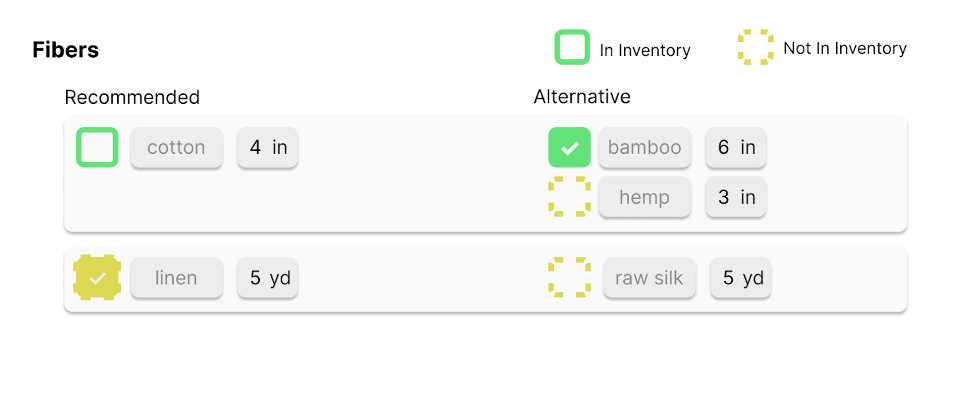 Fibers
In Inventory
Not In Inventory
Recommended
Alternative
cotton 4 in
bamboo 6 in
hemp 3 in
linen 5 yd
raw silk 5 yd